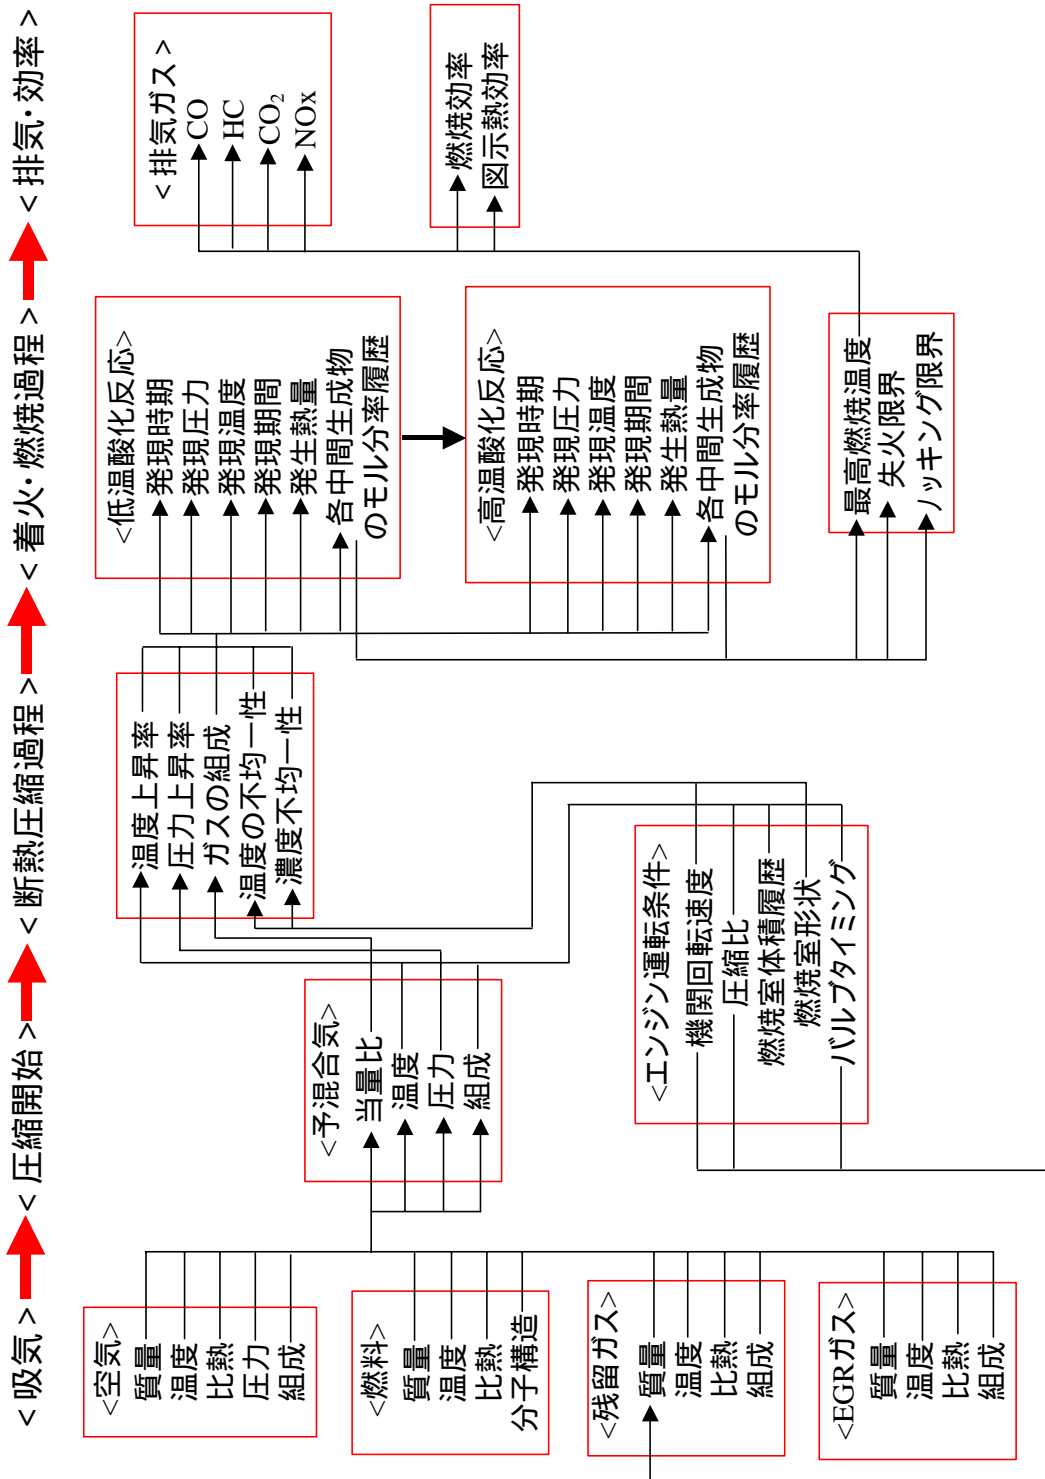 <吸気>
<圧縮開始>
<断熱圧縮過程>
<着火・燃焼過程>
<排気・効率>
<空気>
質量
温度
比熱
圧力
組成
<燃料>
質量
温度
比熱
分子構造
<残留ガス>
質量
温度
比熱
組成
<EGRガス>
質量
温度
比熱
組成
<予混合気>
当量比
温度
圧力
組成
<エンジン運転条件>
機関回転速度
圧縮比
燃焼室体積履歴
燃焼室形状
バルブタイミング
温度上昇率
圧力上昇率
ガスの組成
温度の不均一性
濃度不均一性
<低温酸化反応>
発現時期
発現圧力
発現温度
発現期間
発生熱量
各中間生成物
のモル分率履歴
<高温酸化反応>
発現時期
発現圧力
発現温度
発現期間
発生熱量
各中間生成物
のモル分率履歴
最高燃焼温度
失火限界
ノッキング限界
<排気ガス>
CO
HC
CO₂
NOx
燃焼効率
図示熱効率